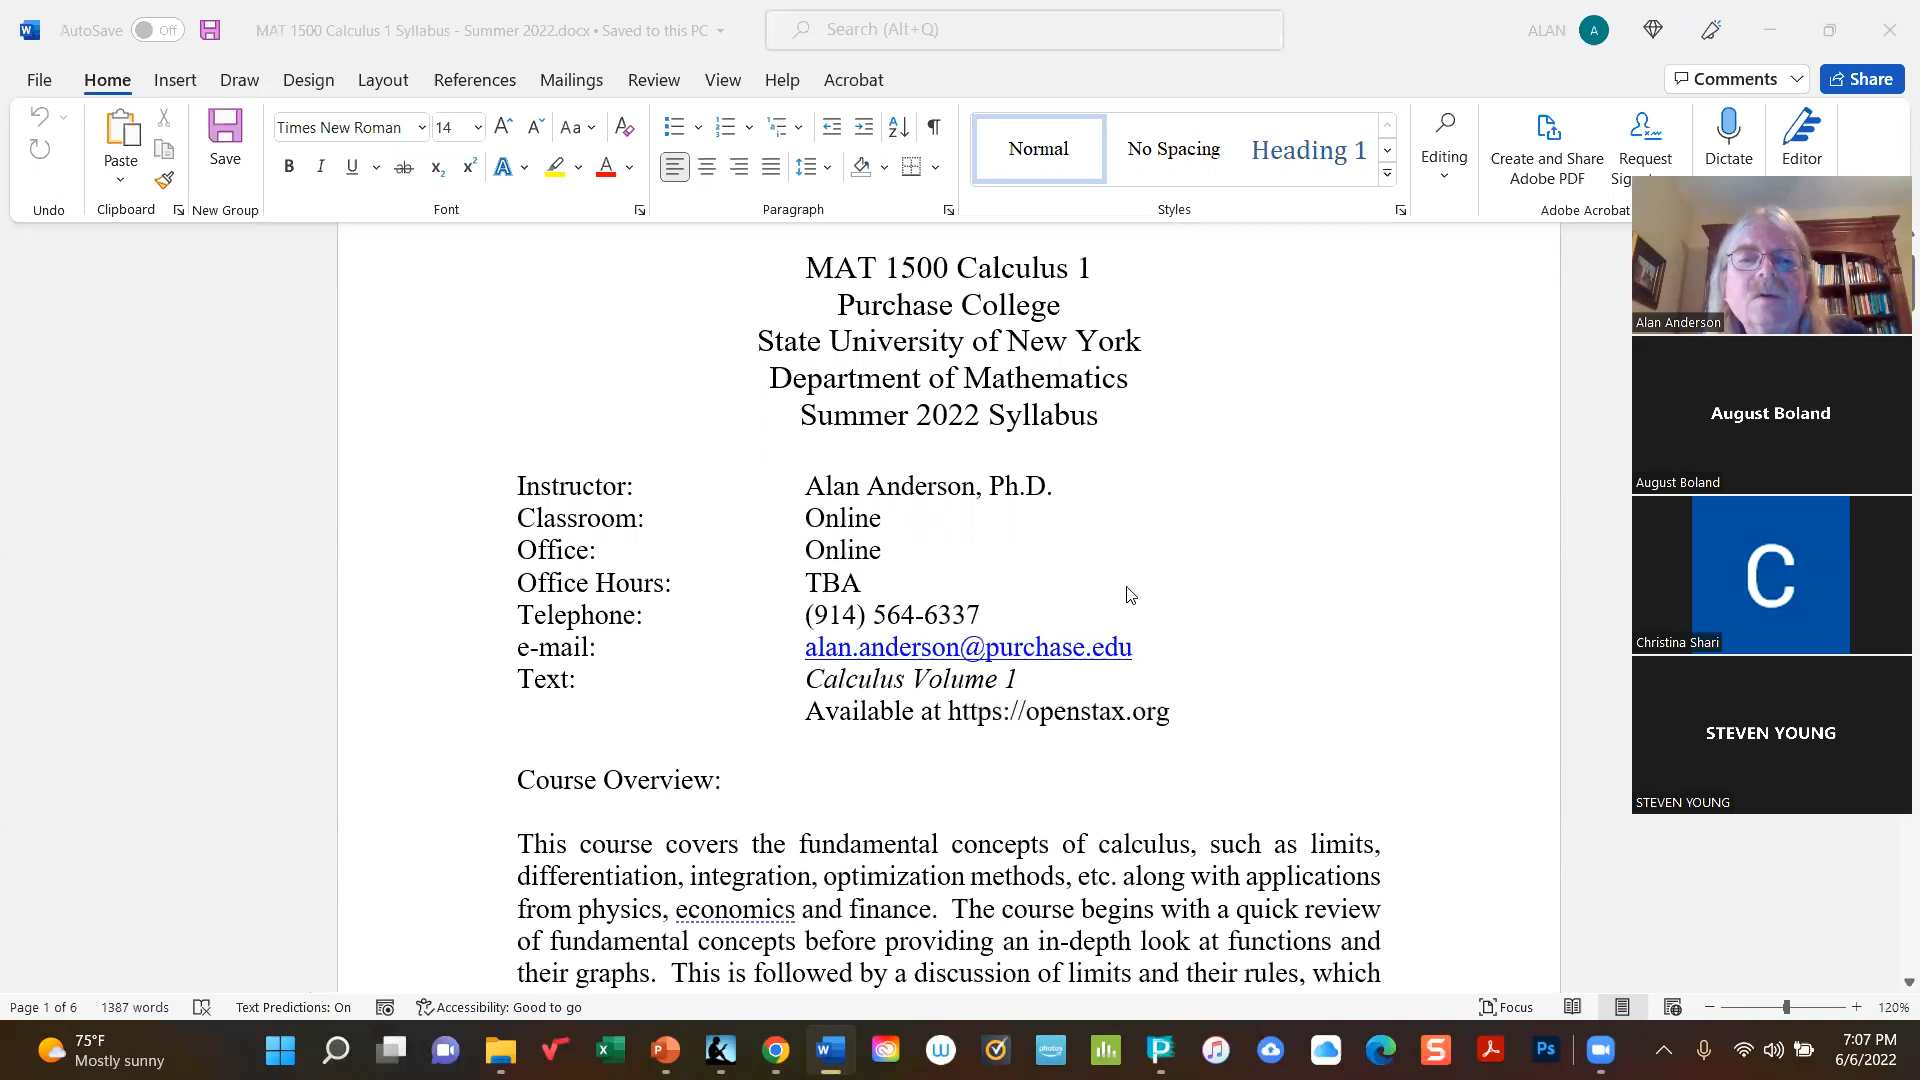 AutoSave Off MAT 1500 Calculus 1 Syllabus - Summer 2022.docx • Saved to this PC Search (Alt+Q) ALAN A
File Home Insert Draw Design Layout References Mailings Review View Help Acrobat Comments Share
Times New Roman 14 Aa
Paste Save Normal No Spacing Heading 1 Editing Create and Share Adobe PDF Request Dictate Editor
Undo Clipboard New Group Font Paragraph Styles Adobe Acrobat
MAT 1500 Calculus 1
Purchase College
State University of New York
Department of Mathematics
Summer 2022 Syllabus
Instructor: Alan Anderson, Ph.D.
Classroom: Online
Office: Online
Office Hours: TBA
Telephone: (914) 564-6337
e-mail: alan.anderson@purchase.edu
Text: Calculus Volume 1
Available at https://openstax.org
Course Overview:
This course covers the fundamental concepts of calculus, such as limits,
differentiation, integration, optimization methods, etc. along with applications
from physics, economics and finance. The course begins with a quick review
of fundamental concepts before providing an in-depth look at functions and
their graphs. This is followed by a discussion of limits and their rules, which
Alan Anderson
August Boland
August Boland
C
Christina Shari
STEVEN YOUNG
STEVEN YOUNG
Page 1 of 6 1387 words Text Predictions: On Accessibility: Good to go Focus 120%
75°F
Mostly sunny
7:07 PM
6/6/2022